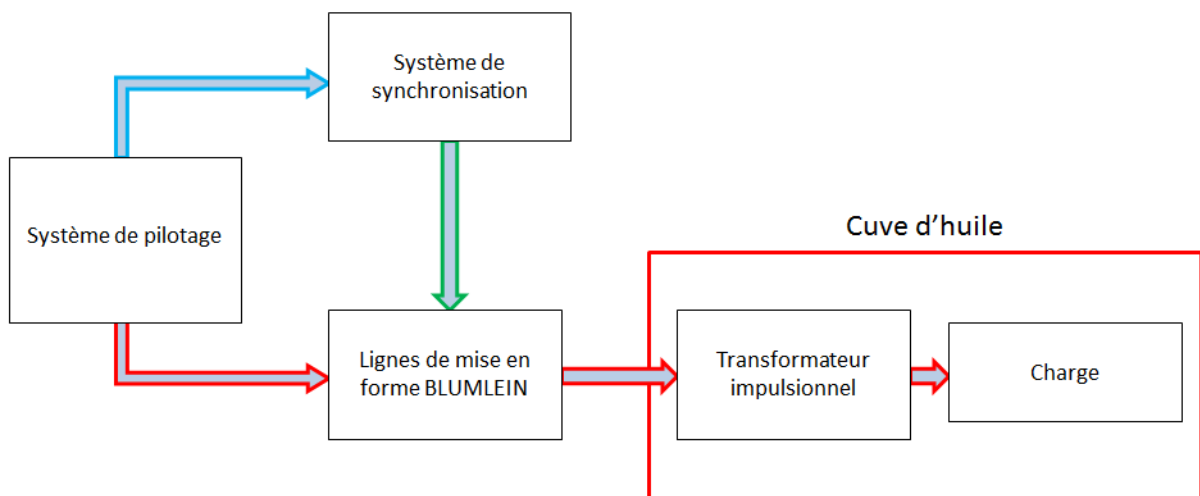 Système de
synchronisation
Système de pilotage
Cuve d'huile
Lignes de mise en
forme BLUMLEIN
Transformateur
impulsionnel
Charge